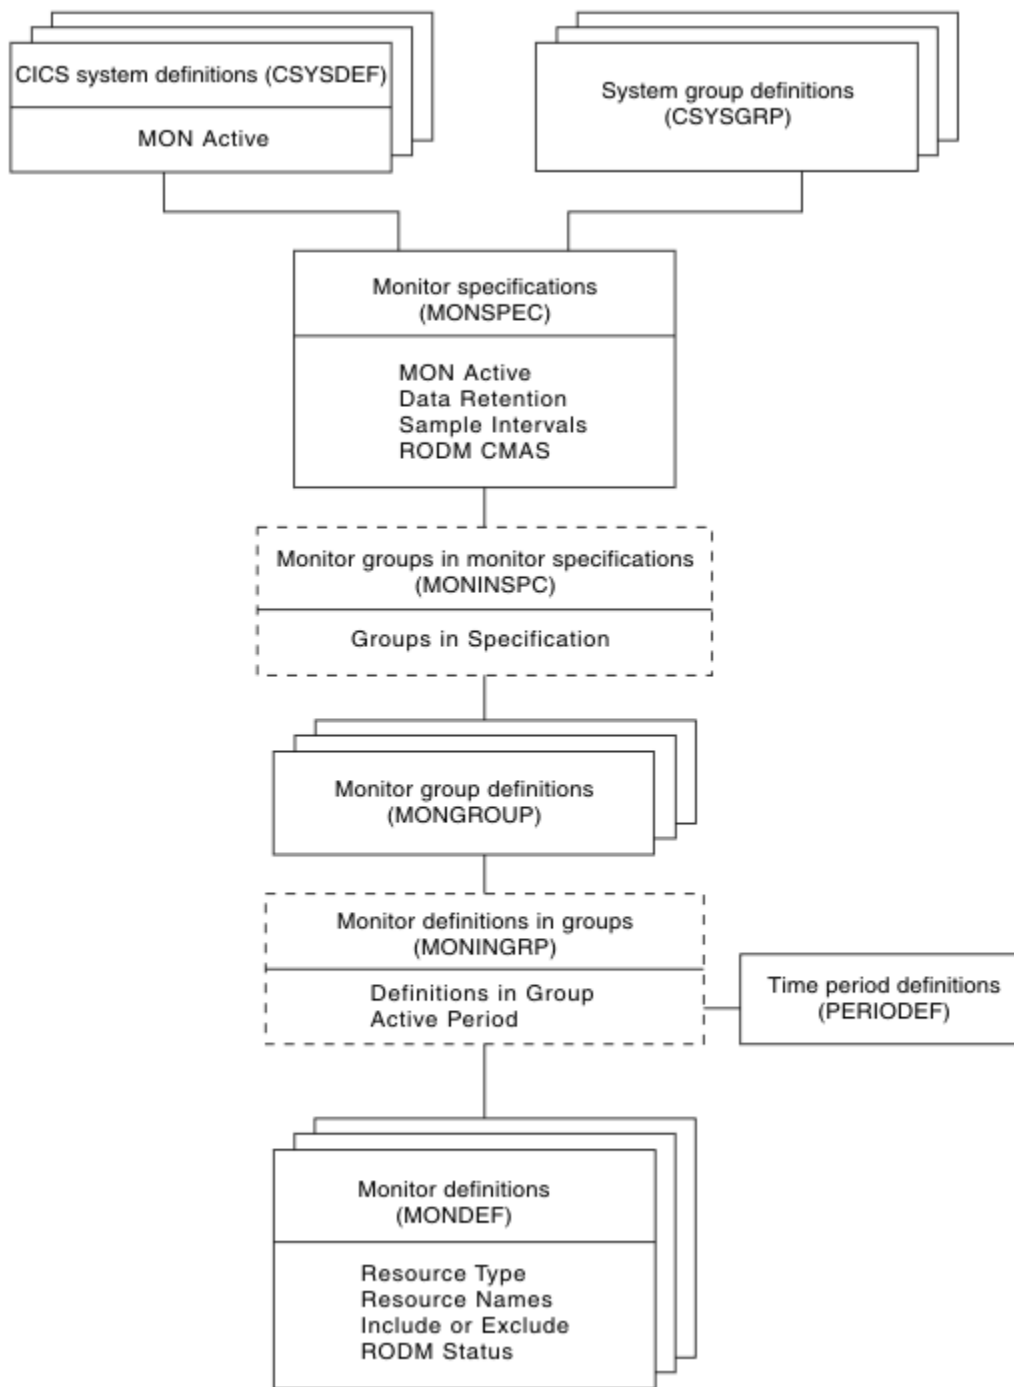 CICS system definitions (CSYSDEF)
MON Active
System group definitions
(CSYSGRP)
Monitor specifications
(MONSPEC)
MON Active
Data Retention
Sample Intervals
RODM CMAS
Monitor groups in monitor specifications
(MONINSPC)
Groups in Specification
Monitor group definitions
(MONGROUP)
Monitor definitions in groups
(MONINGRP)
Definitions in Group
Active Period
Time period definitions
(PERIODEF)
Monitor definitions
(MONDEF)
Resource Type
Resource Names
Include or Exclude
RODM Status